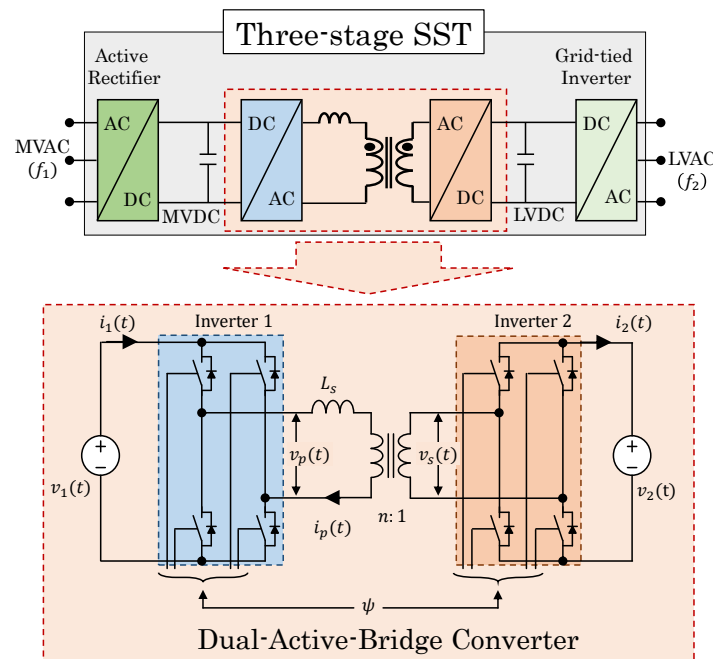 Three-stage SST
Active
Rectifier
Grid-tied
Inverter
AC
DC
DC
AC
AC
DC
DC
AC
MVAC
(f₁)
LVAC
(f₂)
MVDC
LVDC
i₁(t)
Inverter 1
Inverter 2
i₂(t)
Lₛ
v₁(t)
vₚ(t)
vₛ(t)
v₂(t)
iₚ(t)
n: 1
ψ
Dual-Active-Bridge Converter